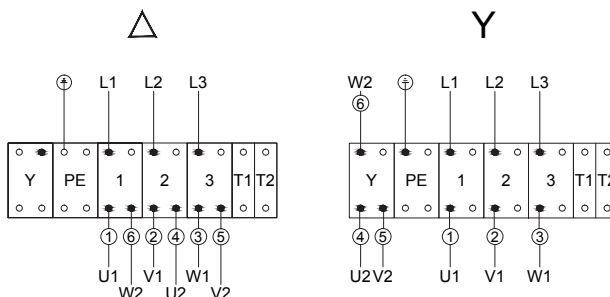 Δ Y
L1 L2 L3 W2 L1 L2 L3
6
Y PE 1 2 3 T1 T2 Y PE 1 2 3 T1 T2
1 6 2 4 3 5 4 5 1 2 3
U1 V1 W1 U2 V2 U1 V1 W1
W2 U2 V2